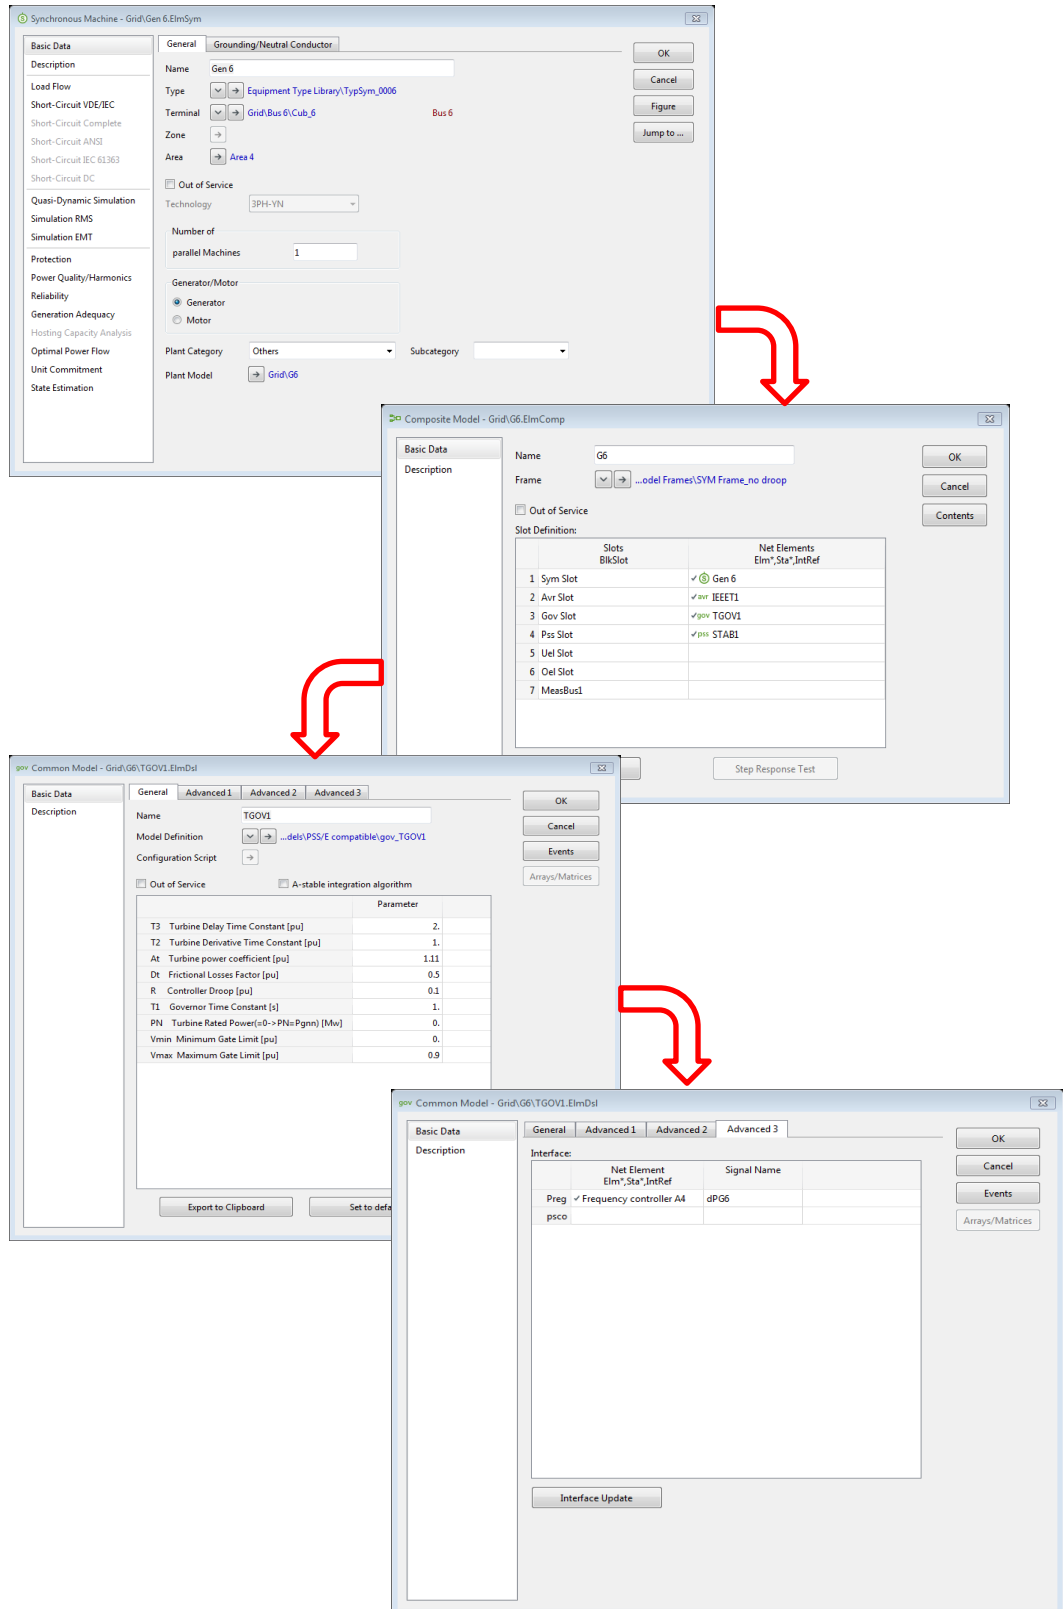 Synchronous Machine - Grid\Gen 6.ElmSym
Basic Data
Description
Load Flow
Short-Circuit VDE/IEC
Short-Circuit Complete
Short-Circuit ANSI
Short-Circuit IEC 61363
Short-Circuit DC
Quasi-Dynamic Simulation
Simulation RMS
Simulation EMT
Protection
Power Quality/Harmonics
Reliability
Generation Adequacy
Hosting Capacity Analysis
Optimal Power Flow
Unit Commitment
State Estimation
General Grounding/Neutral Conductor
Name Gen 6
Type Equipment Type Library\TypSym_0006
Terminal Grid\Bus 6\Cub_6 Bus 6
Zone
Area Area 4
Out of Service
Technology 3PH-YN
Number of
parallel Machines 1
Generator/Motor
Generator
Motor
Plant Category Others Subcategory
Plant Model Grid\G6
OK
Cancel
Figure
Jump to ...
Composite Model - Grid\G6.ElmComp
Basic Data
Description
Name G6
Frame ...odel Frames\SYM Frame_no droop
Out of Service
Slot Definition:
Slots Net Elements
BlkSlot Elm*,Sta*,IntRef
1 Sym Slot Gen 6
2 Avr Slot avr IEEET1
3 Gov Slot gov TGOV1
4 Pss Slot pss STAB1
5 Uel Slot
6 Oel Slot
7 MeasBus1
Step Response Test
OK
Cancel
Contents
gov Common Model - Grid\G6\TGOV1.ElmDsl
Basic Data
Description
General Advanced 1 Advanced 2 Advanced 3
Name TGOV1
Model Definition ...dels\PSS/E compatible\gov_TGOV1
Configuration Script
Out of Service A-stable integration algorithm
Parameter
T3 Turbine Delay Time Constant [pu] 2.
T2 Turbine Derivative Time Constant [pu] 1.
At Turbine power coefficient [pu] 1.11
Dt Frictional Losses Factor [pu] 0.5
R Controller Droop [pu] 0.1
T1 Governor Time Constant [s] 1.
PN Turbine Rated Power(=0->PN=Pgnn) [Mw] 0.
Vmin Minimum Gate Limit [pu] 0.
Vmax Maximum Gate Limit [pu] 0.9
Export to Clipboard Set to defa
OK
Cancel
Events
Arrays/Matrices
gov Common Model - Grid\G6\TGOV1.ElmDsl
Basic Data
Description
General Advanced 1 Advanced 2 Advanced 3
Interface:
Net Element Signal Name
Elm*,Sta*,IntRef
Preg Frequency controller A4 dPG6
psco
Interface Update
OK
Cancel
Events
Arrays/Matrices